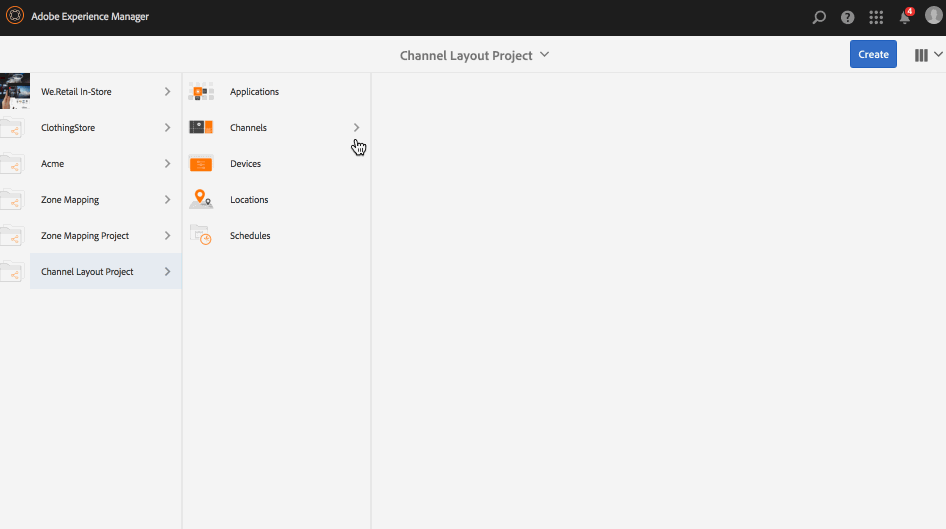 Adobe Experience Manager
4
Channel Layout Project
Create
We.Retail In-Store
ClothingStore
Acme
Zone Mapping
Zone Mapping Project
Channel Layout Project
Applications
Channels
Devices
Locations
Schedules